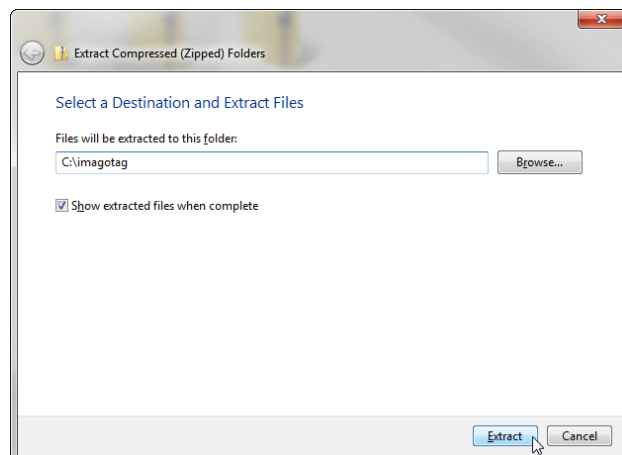 Extract Compressed (Zipped) Folders
Select a Destination and Extract Files
Files will be extracted to this folder:
C:\imagotag
Browse...
Show extracted files when complete
Extract
Cancel